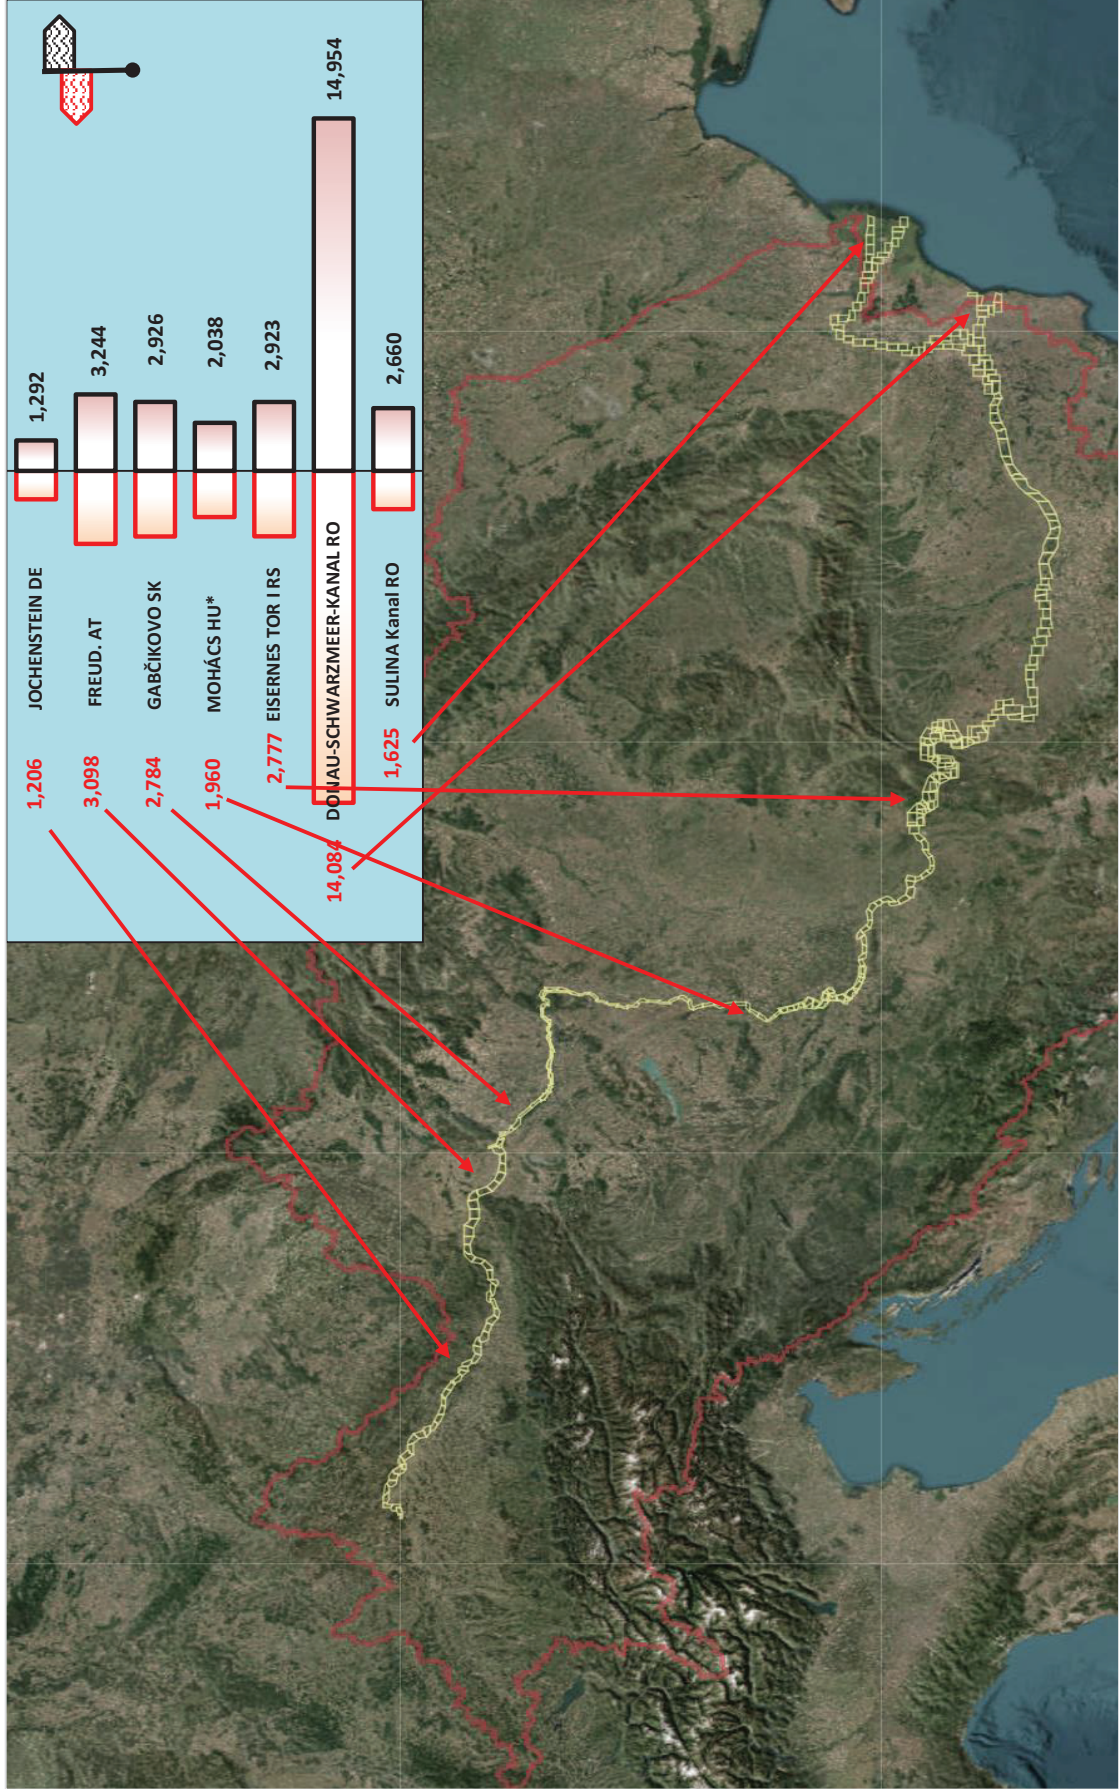 1,206 JOCHENSTEIN DE 1,292
3,098 FREUD. AT 3,244
2,784 GABČIKOVO SK 2,926
1,960 MOHÁCS HU* 2,038
2,777 EISERNES TOR I RS 2,923
14,084 DONAU-SCHWARZMEER-KANAL RO 14,954
1,625 SULINA Kanal RO 2,660